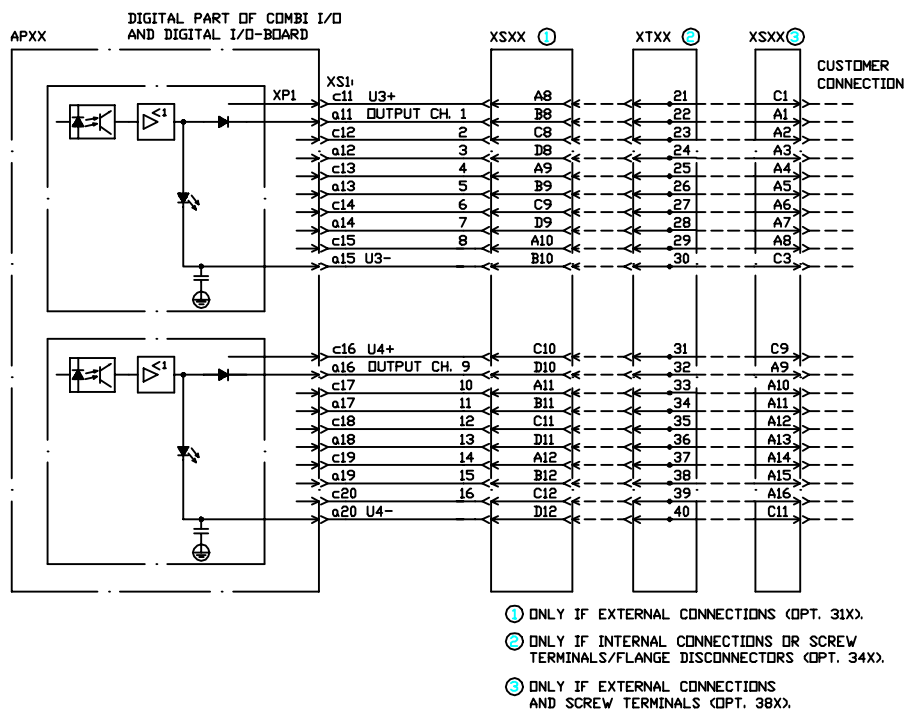 DIGITAL PART OF COMBI I/O
AND DIGITAL I/O-BOARD
APXX
XSXX 1
XTXX 2
XSXX 3
CUSTOMER
CONNECTION
XP1
XS1:
c11 U3+ A8 21 C1
a11 OUTPUT CH. 1 B8 22 A1
c12 2 C8 23 A2
a12 3 D8 24 A3
c13 4 A9 25 A4
a13 5 B9 26 A5
c14 6 C9 27 A6
a14 7 D9 28 A7
c15 8 A10 29 A8
a15 U3- B10 30 C3
<1
c16 U4+ C10 31 C9
a16 OUTPUT CH. 9 D10 32 A9
c17 10 A11 33 A10
a17 11 B11 34 A11
c18 12 C11 35 A12
a18 13 D11 36 A13
c19 14 A12 37 A14
a19 15 B12 38 A15
c20 16 C12 39 A16
a20 U4- D12 40 C11
<1
1 ONLY IF EXTERNAL CONNECTIONS (OPT. 31X).
2 ONLY IF INTERNAL CONNECTIONS OR SCREW
TERMINALS/FLANGE DISCONNECTORS (OPT. 34X).
3 ONLY IF EXTERNAL CONNECTIONS
AND SCREW TERMINALS (OPT. 38X).